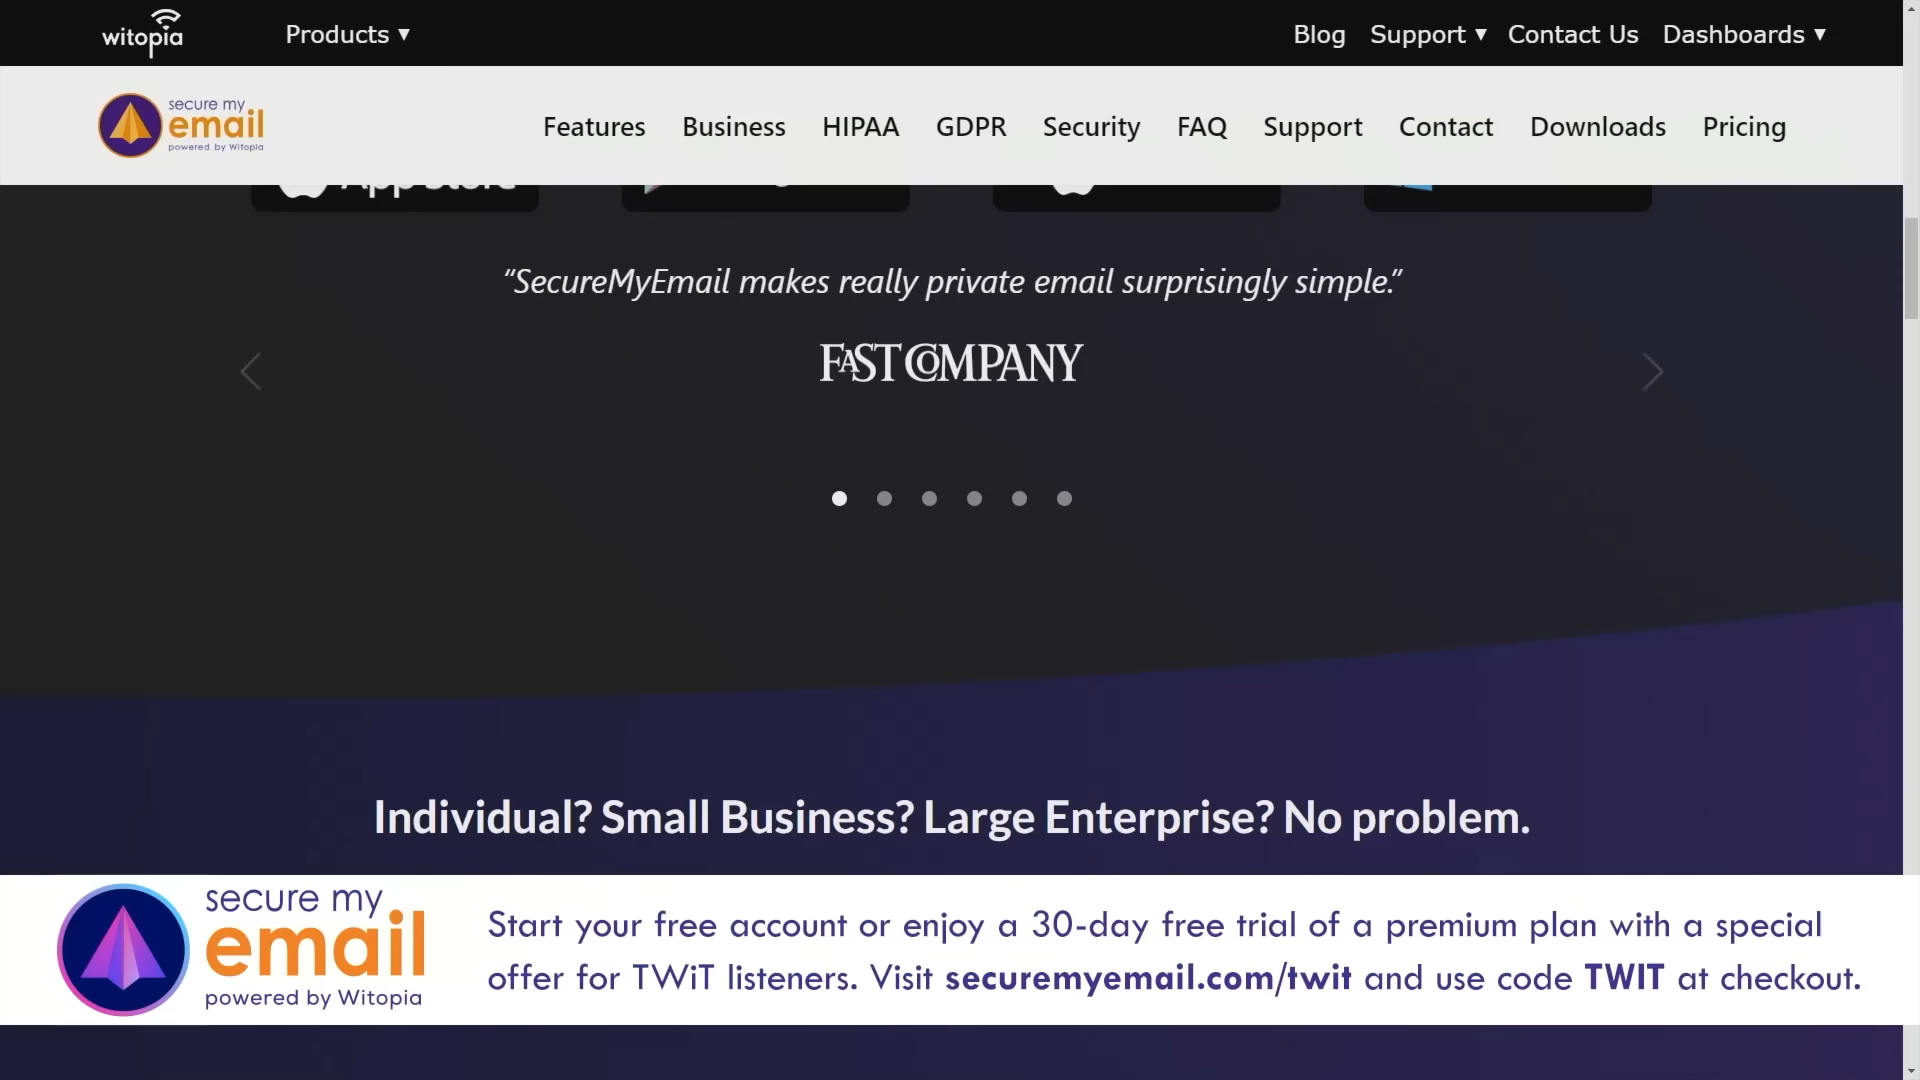 witopia
Products ▼
Blog
Support ▼
Contact Us
Dashboards ▼
secure my
email
powered by Witopia
Features
Business
HIPAA
GDPR
Security
FAQ
Support
Contact
Downloads
Pricing
App Store
“SecureMyEmail makes really private email surprisingly simple.”
FAST COMPANY
Individual? Small Business? Large Enterprise? No problem.
secure my
email
powered by Witopia
Start your free account or enjoy a 30-day free trial of a premium plan with a special
offer for TWiT listeners. Visit securemyemail.com/twit and use code TWIT at checkout.